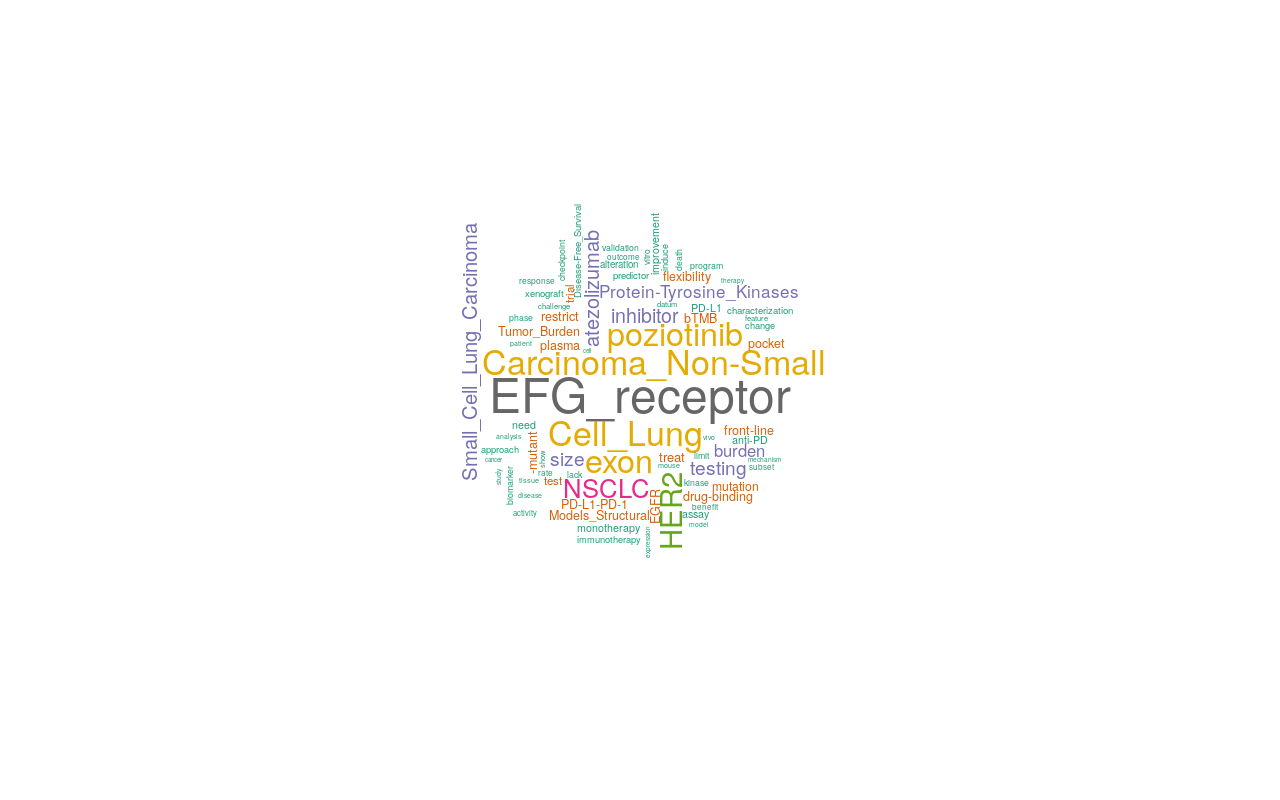 Small_Cell_Lung_Carcinoma
Disease-Free_Survival
checkpoint
atezolizumab
validation
outcome
alteration
vitro
improvement
induce
death
program
predictor
flexibility
therapy
response
xenograft
trial
Protein-Tyrosine_Kinases
challenge
datum
PD-L1
characterization
phase
restrict
inhibitor
bTMB
feature
change
Tumor_Burden
poziotinib
patient
plasma
cell
pocket
Carcinoma_Non-Small
EFG_receptor
need
analysis
-mutant
Cell_Lung
vivo
front-line
anti-PD
approach
cancer
show
size
exon
treat
mouse
limit
burden
mechanism
testing
subset
study
biomarker
rate
lack
tissue
test
NSCLC
HER2
kinase
mutation
disease
EGFR
drug-binding
PD-L1-PD-1
benefit
activity
Models_Structural
assay
monotherapy
model
immunotherapy
expression